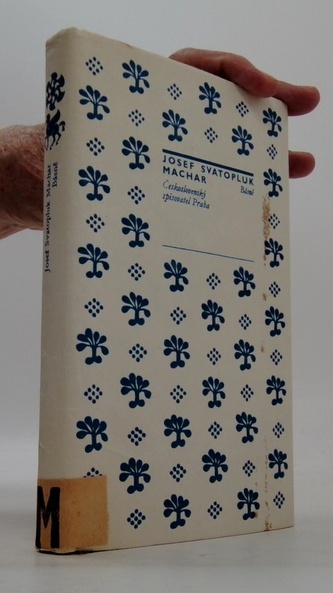 JOSEF SVATOPLUK
MACHAR Básně
Československý
spisovatel Praha
Josef Svatopluk Machar
Básně
M